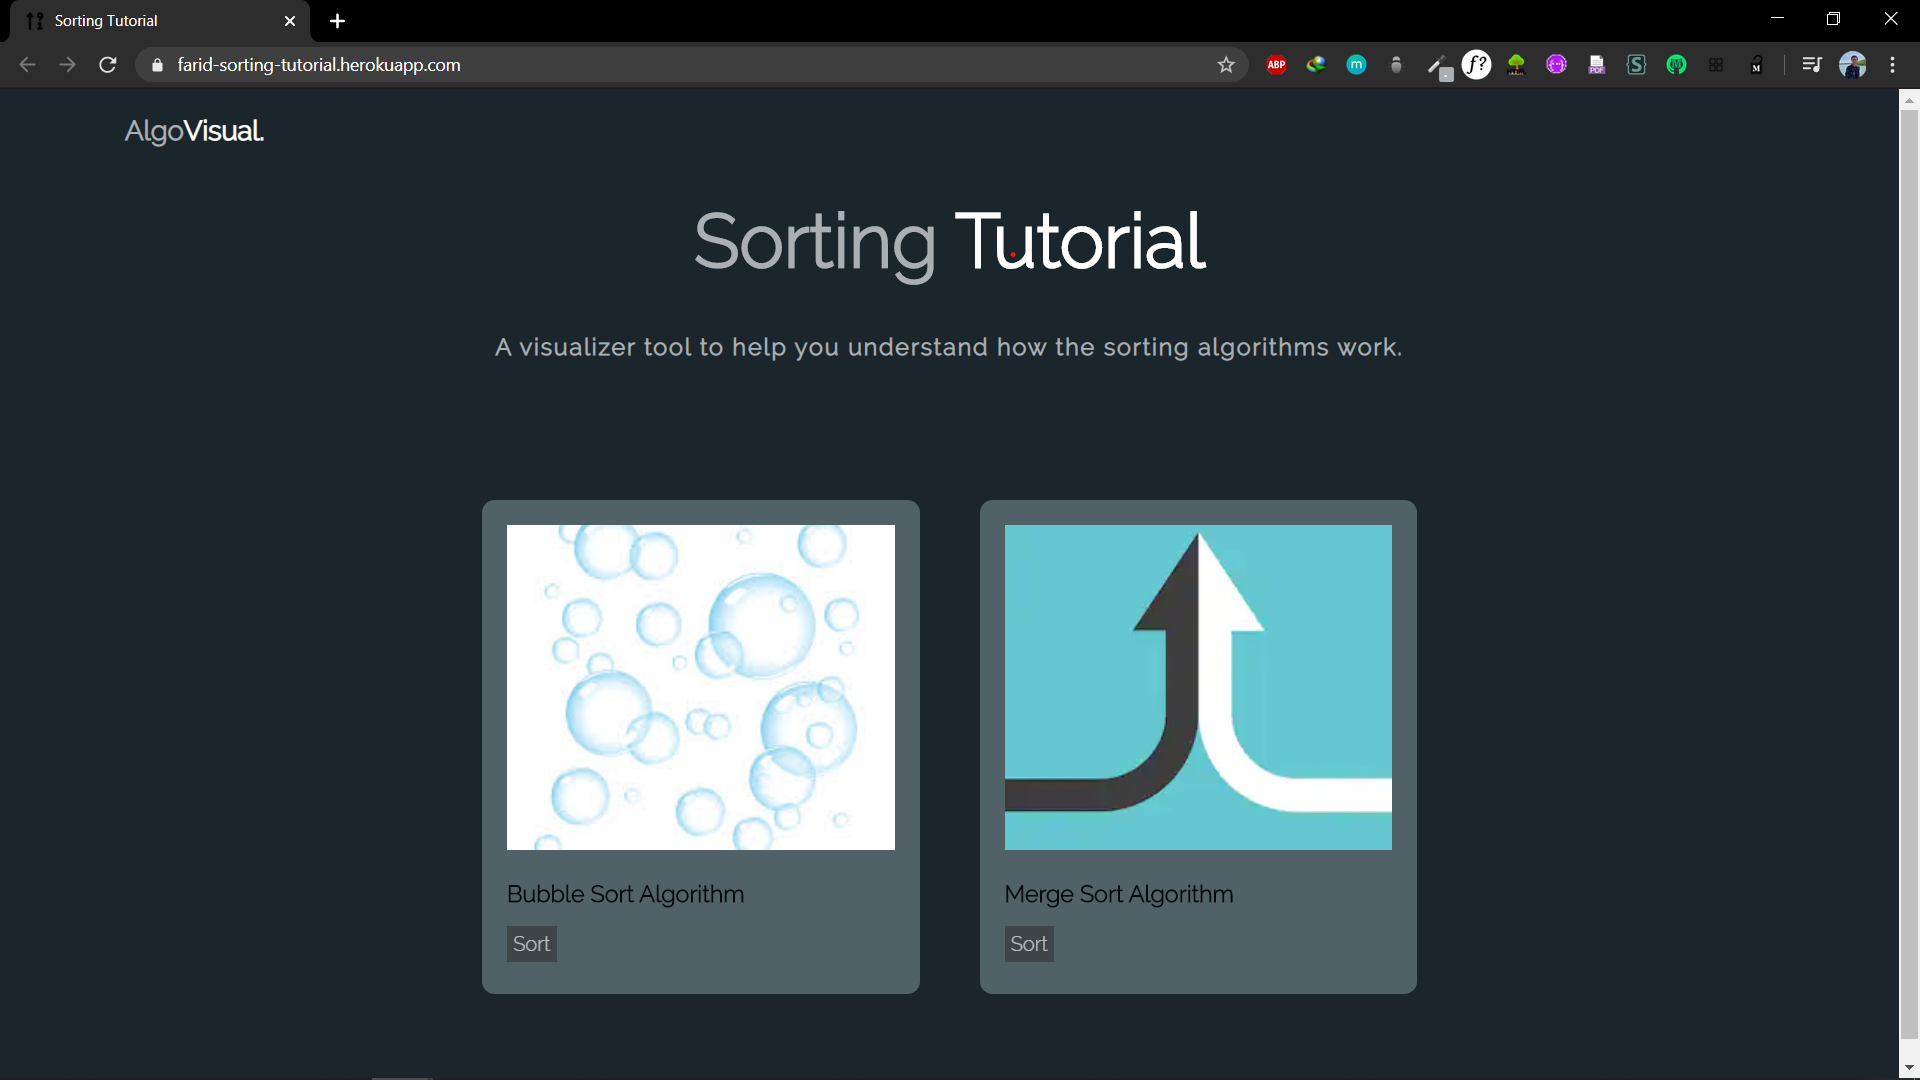 Sorting Tutorial
farid-sorting-tutorial.herokuapp.com
ABP
m
f?
PDF
S
M
AlgoVisual.
Sorting Tutorial
A visualizer tool to help you understand how the sorting algorithms work.
Bubble Sort Algorithm
Merge Sort Algorithm
Sort
Sort